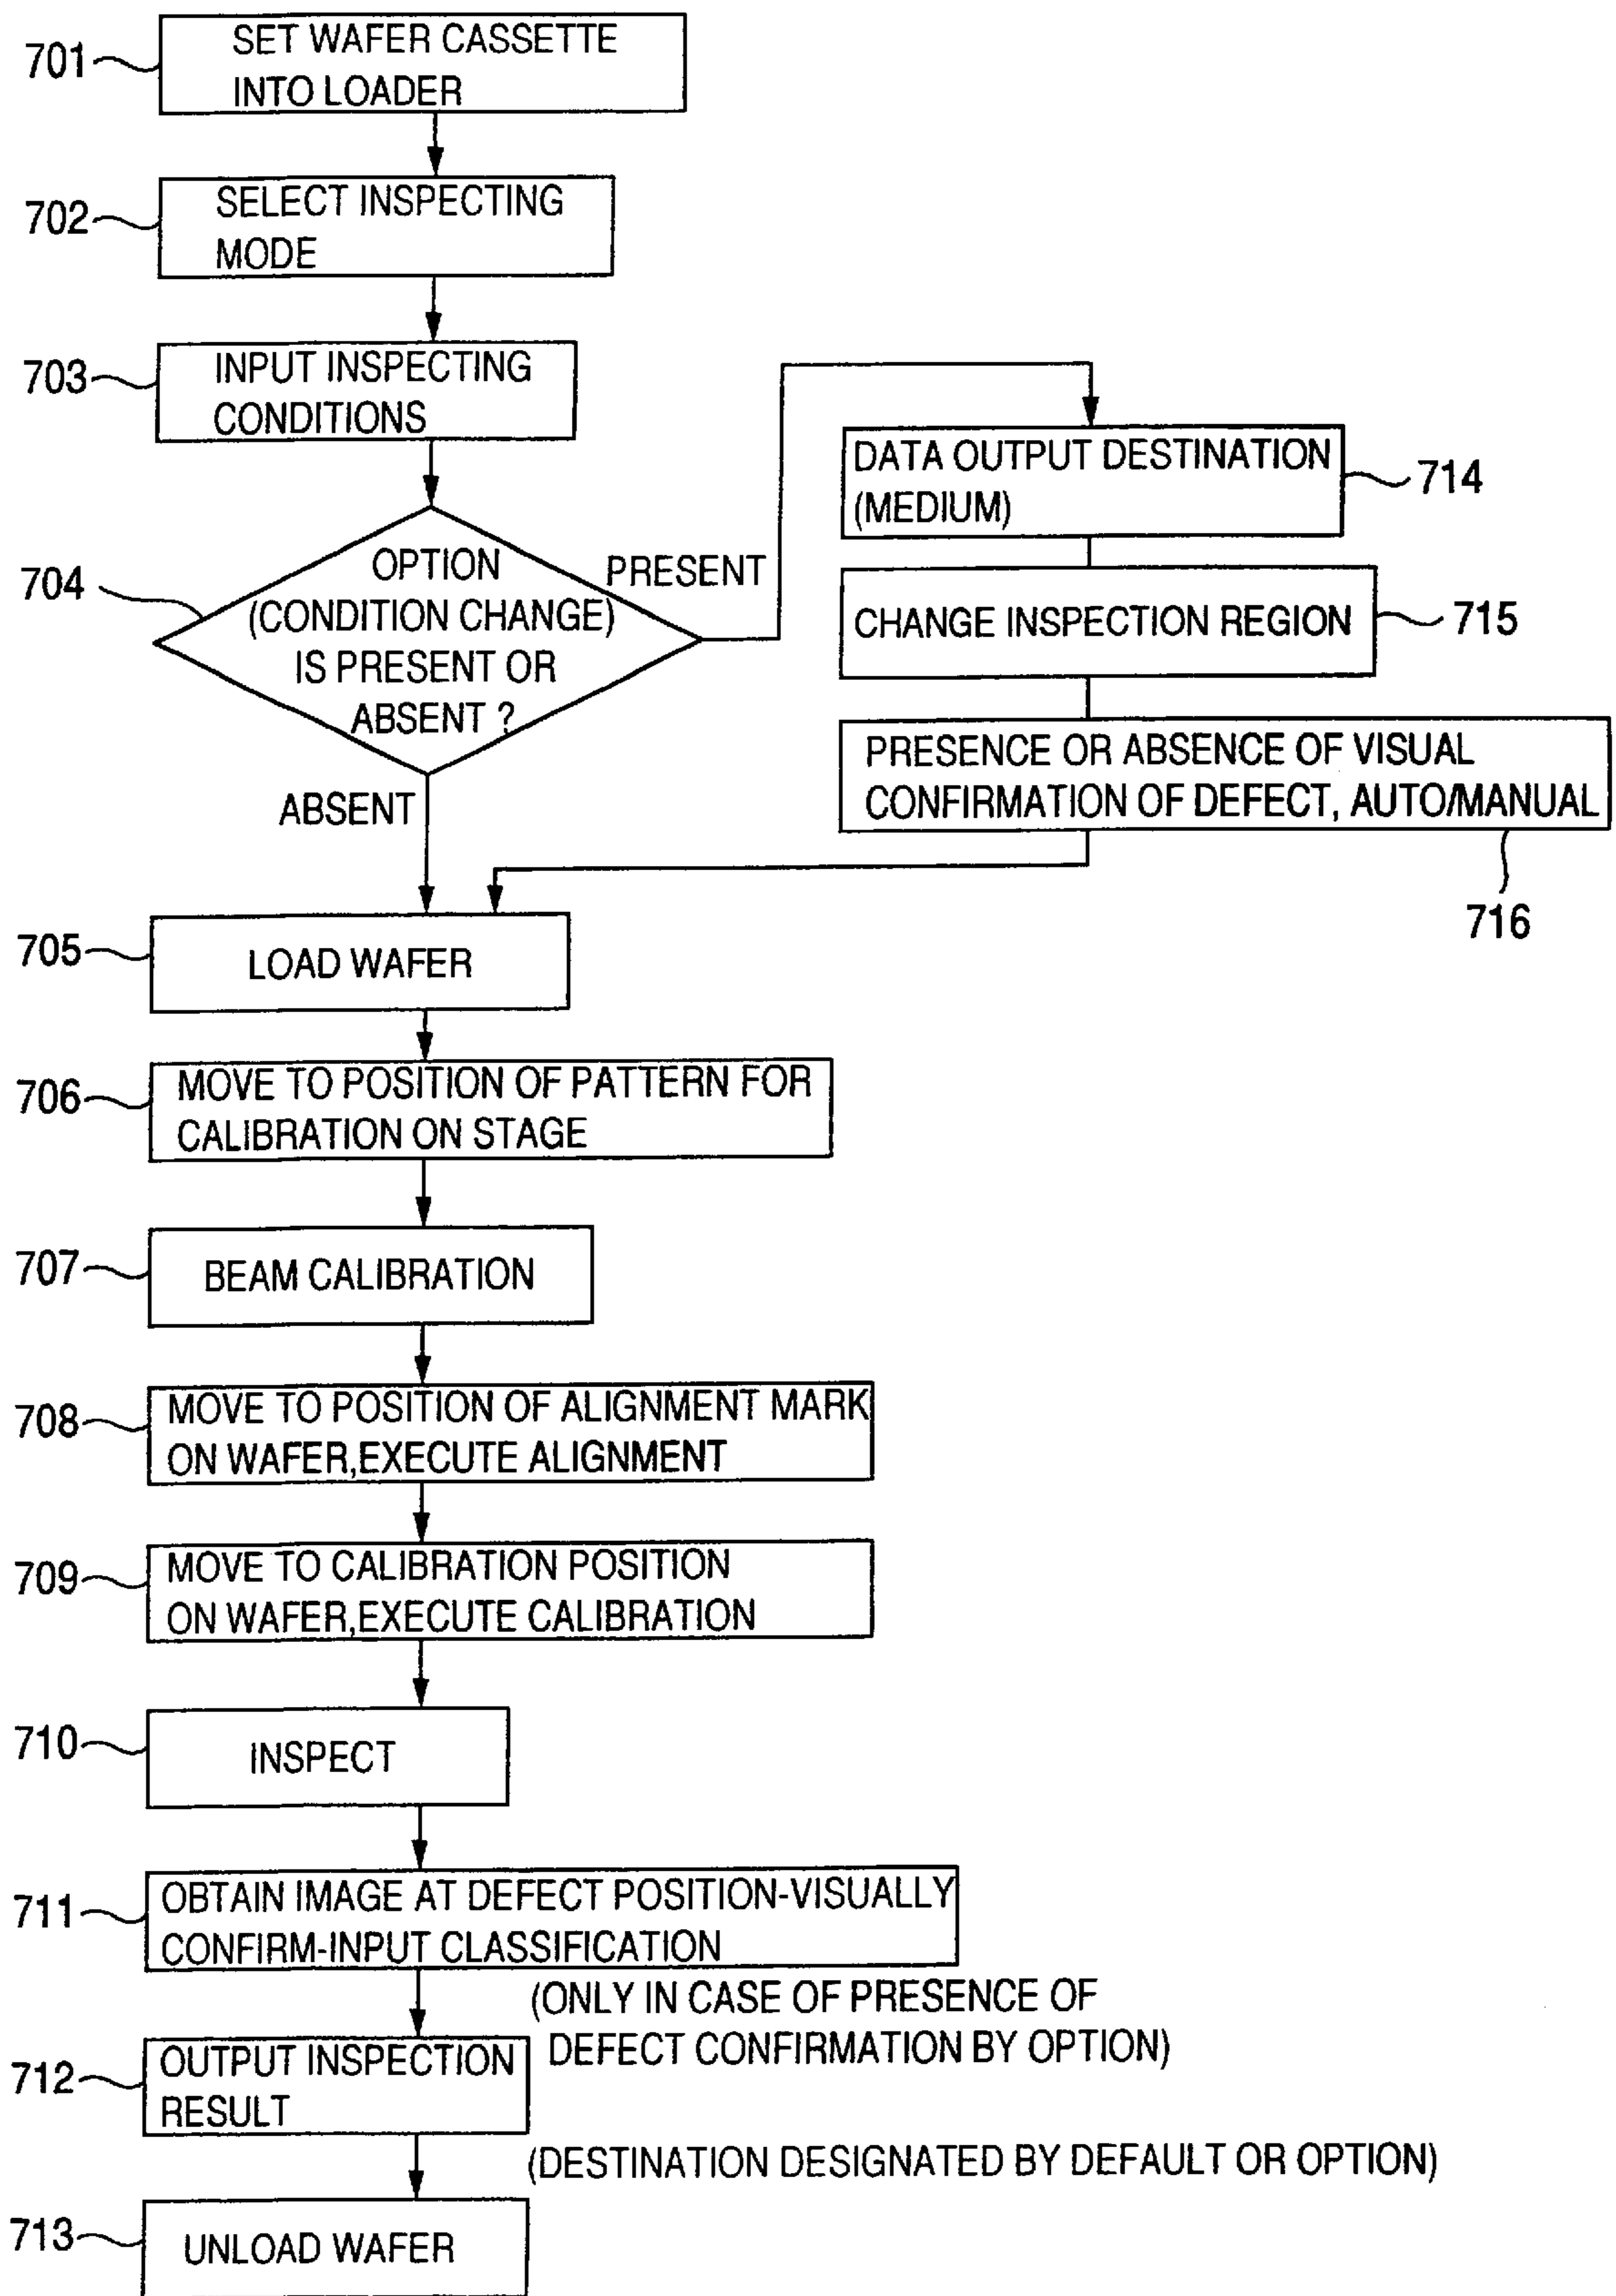 701
SET WAFER CASSETTE
INTO LOADER
702
SELECT INSPECTING
MODE
703
INPUT INSPECTING
CONDITIONS
704
OPTION
(CONDITION CHANGE)
IS PRESENT OR
ABSENT ?
PRESENT
ABSENT
DATA OUTPUT DESTINATION
(MEDIUM)
714
CHANGE INSPECTION REGION
715
PRESENCE OR ABSENCE OF VISUAL
CONFIRMATION OF DEFECT, AUTO/MANUAL
716
705
LOAD WAFER
706
MOVE TO POSITION OF PATTERN FOR
CALIBRATION ON STAGE
707
BEAM CALIBRATION
708
MOVE TO POSITION OF ALIGNMENT MARK
ON WAFER,EXECUTE ALIGNMENT
709
MOVE TO CALIBRATION POSITION
ON WAFER,EXECUTE CALIBRATION
710
INSPECT
711
OBTAIN IMAGE AT DEFECT POSITION-VISUALLY
CONFIRM-INPUT CLASSIFICATION
(ONLY IN CASE OF PRESENCE OF
DEFECT CONFIRMATION BY OPTION)
712
OUTPUT INSPECTION
RESULT
(DESTINATION DESIGNATED BY DEFAULT OR OPTION)
713
UNLOAD WAFER